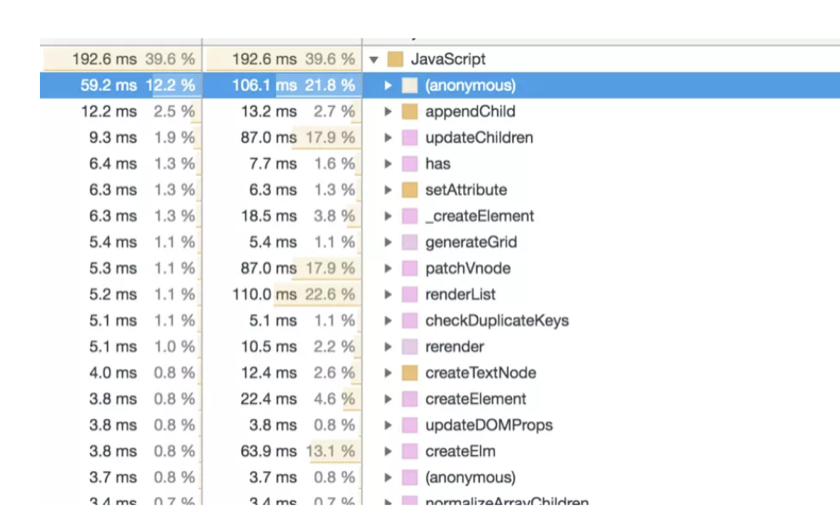 192.6 ms 39.6 % 192.6 ms 39.6 % JavaScript
59.2 ms 12.2 % 106.1 ms 21.8 % (anonymous)
12.2 ms 2.5 % 13.2 ms 2.7 % appendChild
9.3 ms 1.9 % 87.0 ms 17.9 % updateChildren
6.4 ms 1.3 % 7.7 ms 1.6 % has
6.3 ms 1.3 % 6.3 ms 1.3 % setAttribute
6.3 ms 1.3 % 18.5 ms 3.8 % _createElement
5.4 ms 1.1 % 5.4 ms 1.1 % generateGrid
5.3 ms 1.1 % 87.0 ms 17.9 % patchVnode
5.2 ms 1.1 % 110.0 ms 22.6 % renderList
5.1 ms 1.1 % 5.1 ms 1.1 % checkDuplicateKeys
5.1 ms 1.0 % 10.5 ms 2.2 % rerender
4.0 ms 0.8 % 12.4 ms 2.6 % createTextNode
3.8 ms 0.8 % 22.4 ms 4.6 % createElement
3.8 ms 0.8 % 3.8 ms 0.8 % updateDOMProps
3.8 ms 0.8 % 63.9 ms 13.1 % createElm
3.7 ms 0.8 % 3.7 ms 0.8 % (anonymous)
3.4 ms 0.7 % 3.4 ms 0.7 % normalizeArrayChildren